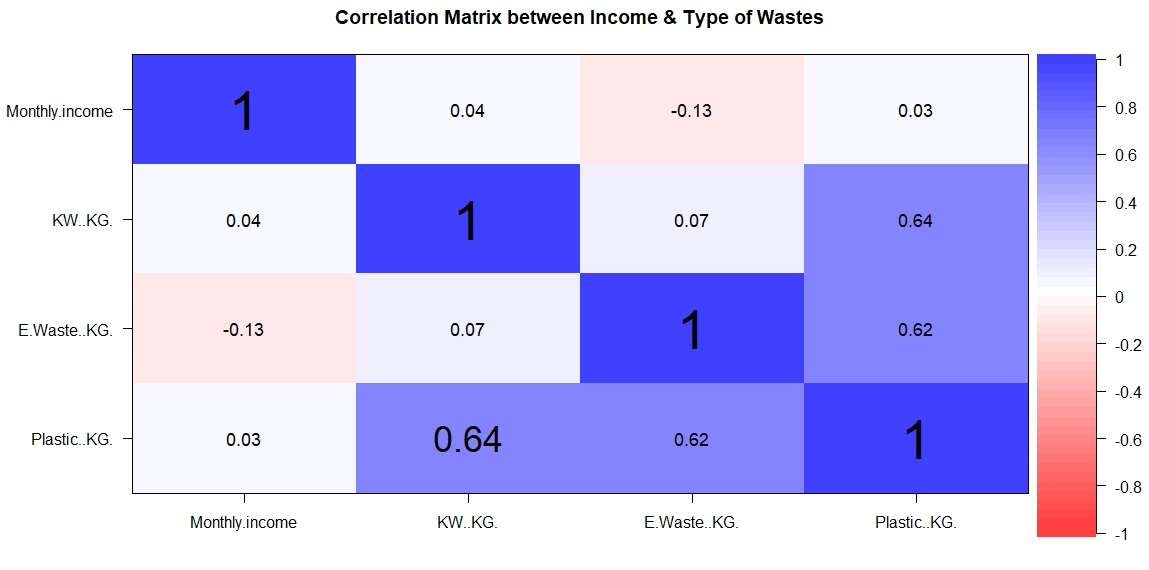 Correlation Matrix between Income & Type of Wastes
Monthly.income 1 0.04 -0.13 0.03
KW..KG. 0.04 1 0.07 0.64
E.Waste..KG. -0.13 0.07 1 0.62
Plastic..KG. 0.03 0.64 0.62 1
Monthly.income KW..KG. E.Waste..KG. Plastic..KG.
1
0.8
0.6
0.4
0.2
0
-0.2
-0.4
-0.6
-0.8
-1